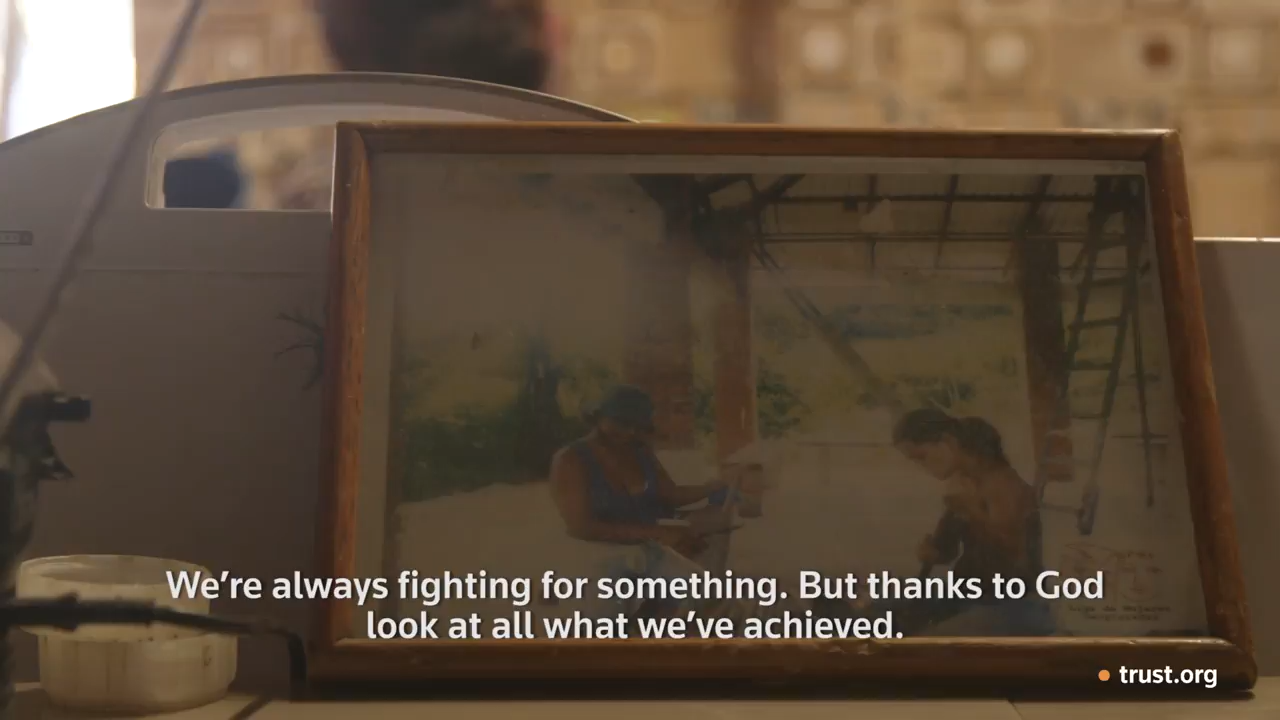 We're always fighting for something. But thanks to God
look at all what we've achieved.
trust.org